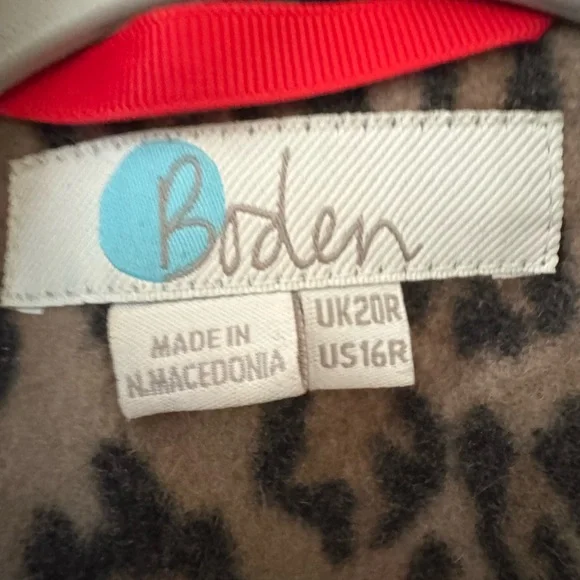 Boden
MADE IN
N.MACEDONIA
UK20R
US16R